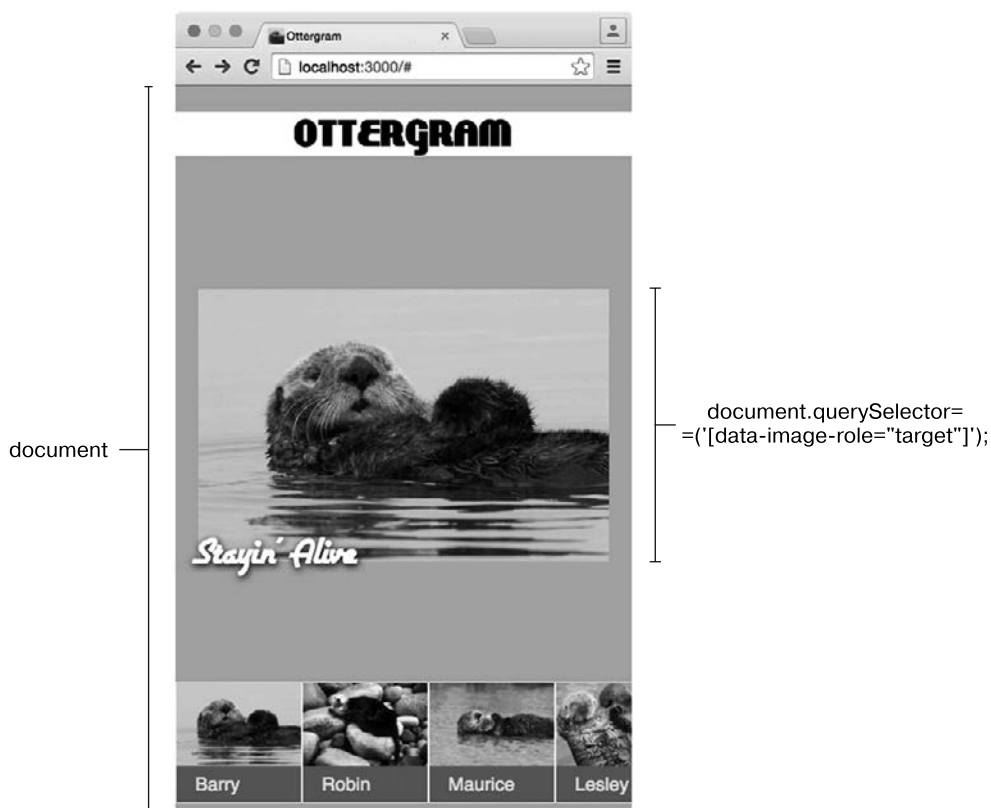 Ottergram
localhost:3000/#
OTTERGRAM
document
document.querySelector=
=('[data-image-role="target"]');
Stayin' Alive
Barry
Robin
Maurice
Lesley